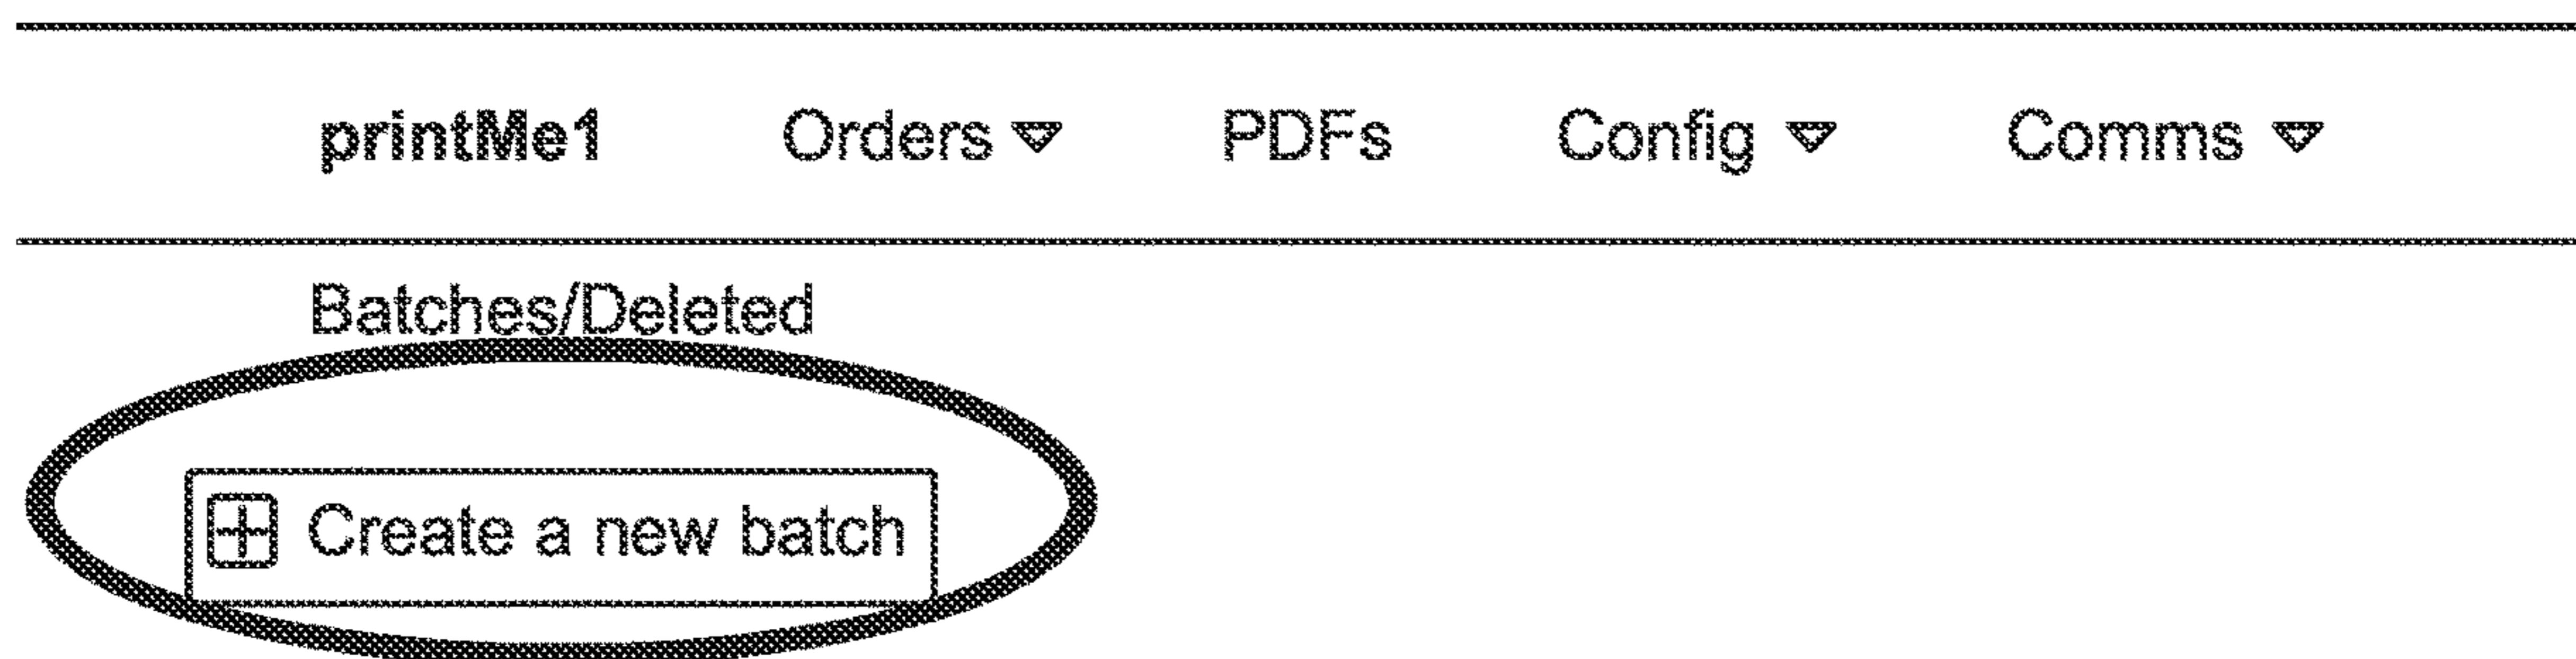 printMe1 Orders ▽ PDFs Config ▽ Comms ▽
Batches/Deleted
Create a new batch